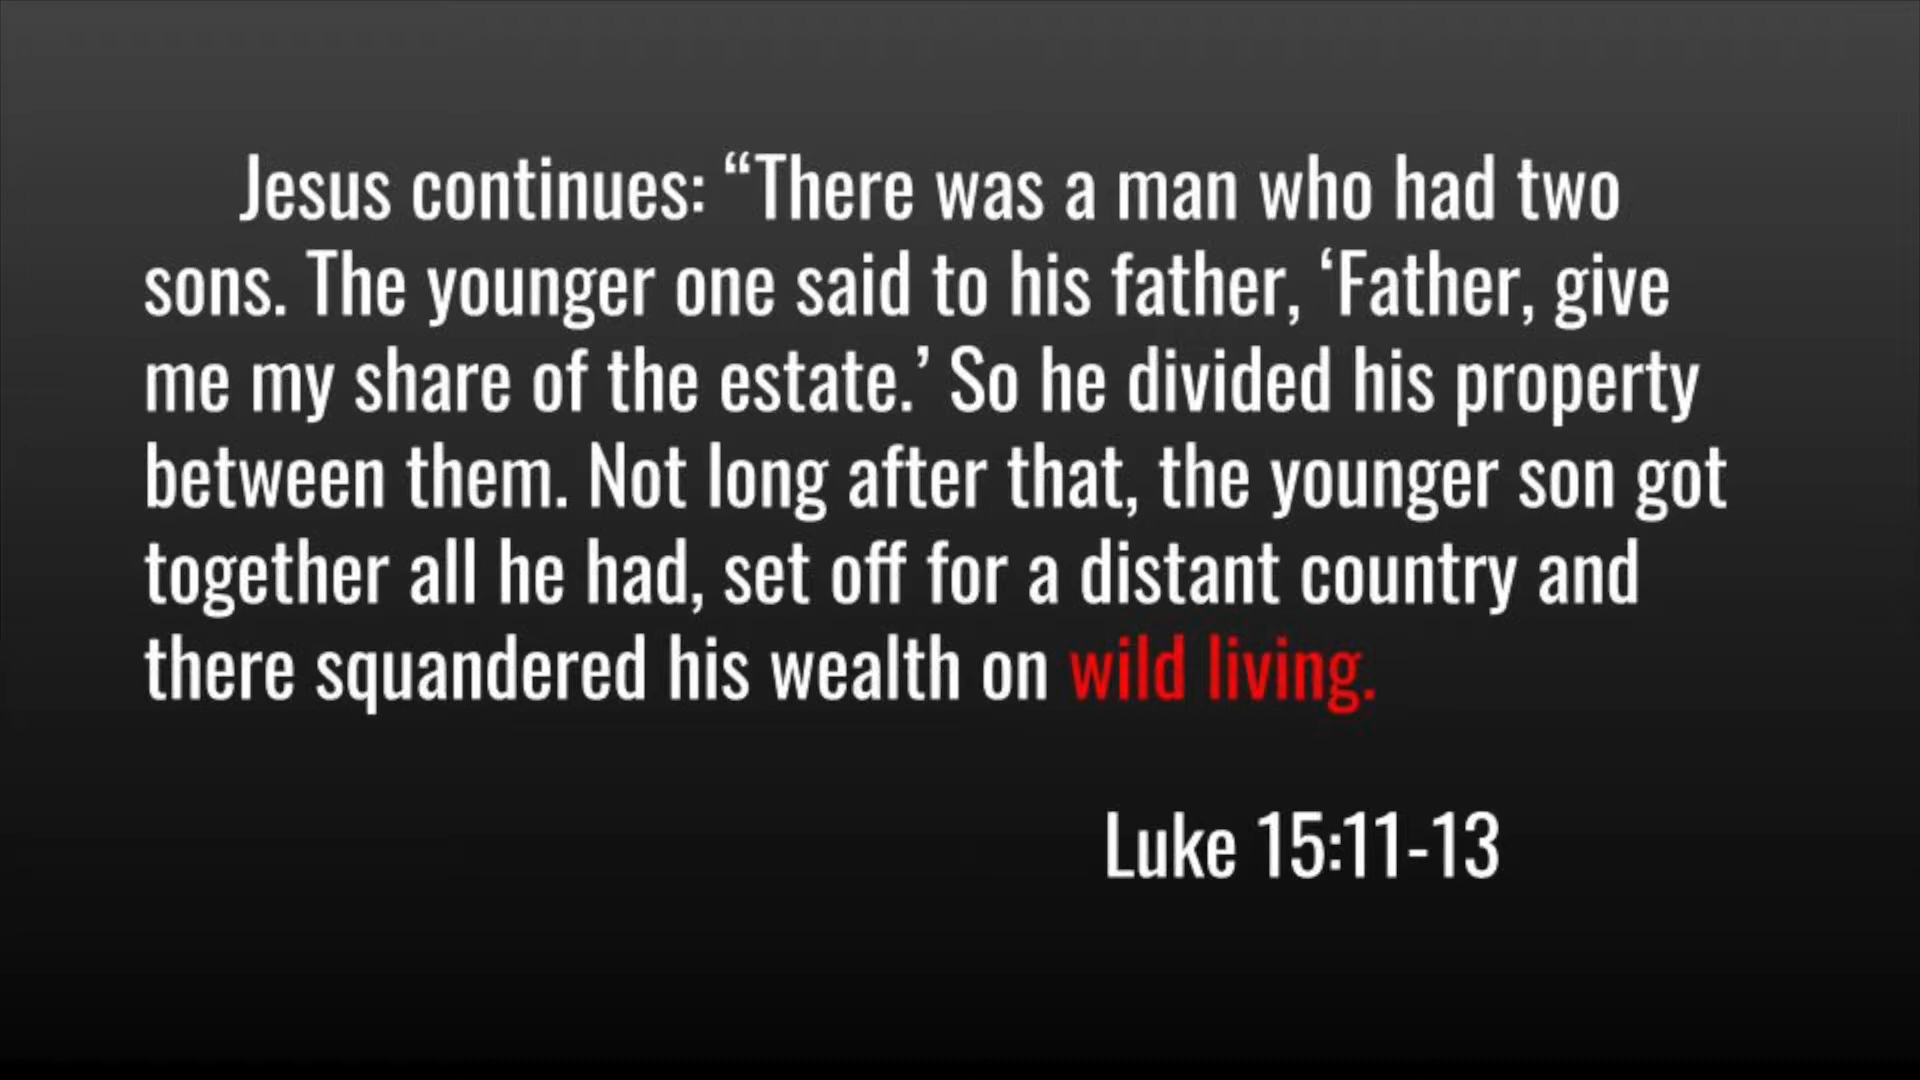 Jesus continues: “There was a man who had two
sons. The younger one said to his father, ‘Father, give
me my share of the estate.’ So he divided his property
between them. Not long after that, the younger son got
together all he had, set off for a distant country and
there squandered his wealth on wild living.
Luke 15:11-13